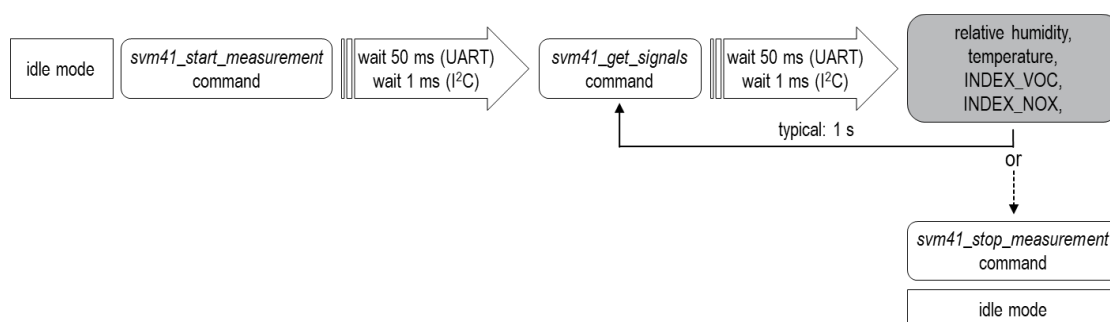 idle mode
svm41_start_measurement
command
wait 50 ms (UART)
wait 1 ms (I²C)
svm41_get_signals
command
wait 50 ms (UART)
wait 1 ms (I²C)
relative humidity,
temperature,
INDEX_VOC,
INDEX_NOX,
typical: 1 s
or
svm41_stop_measurement
command
idle mode